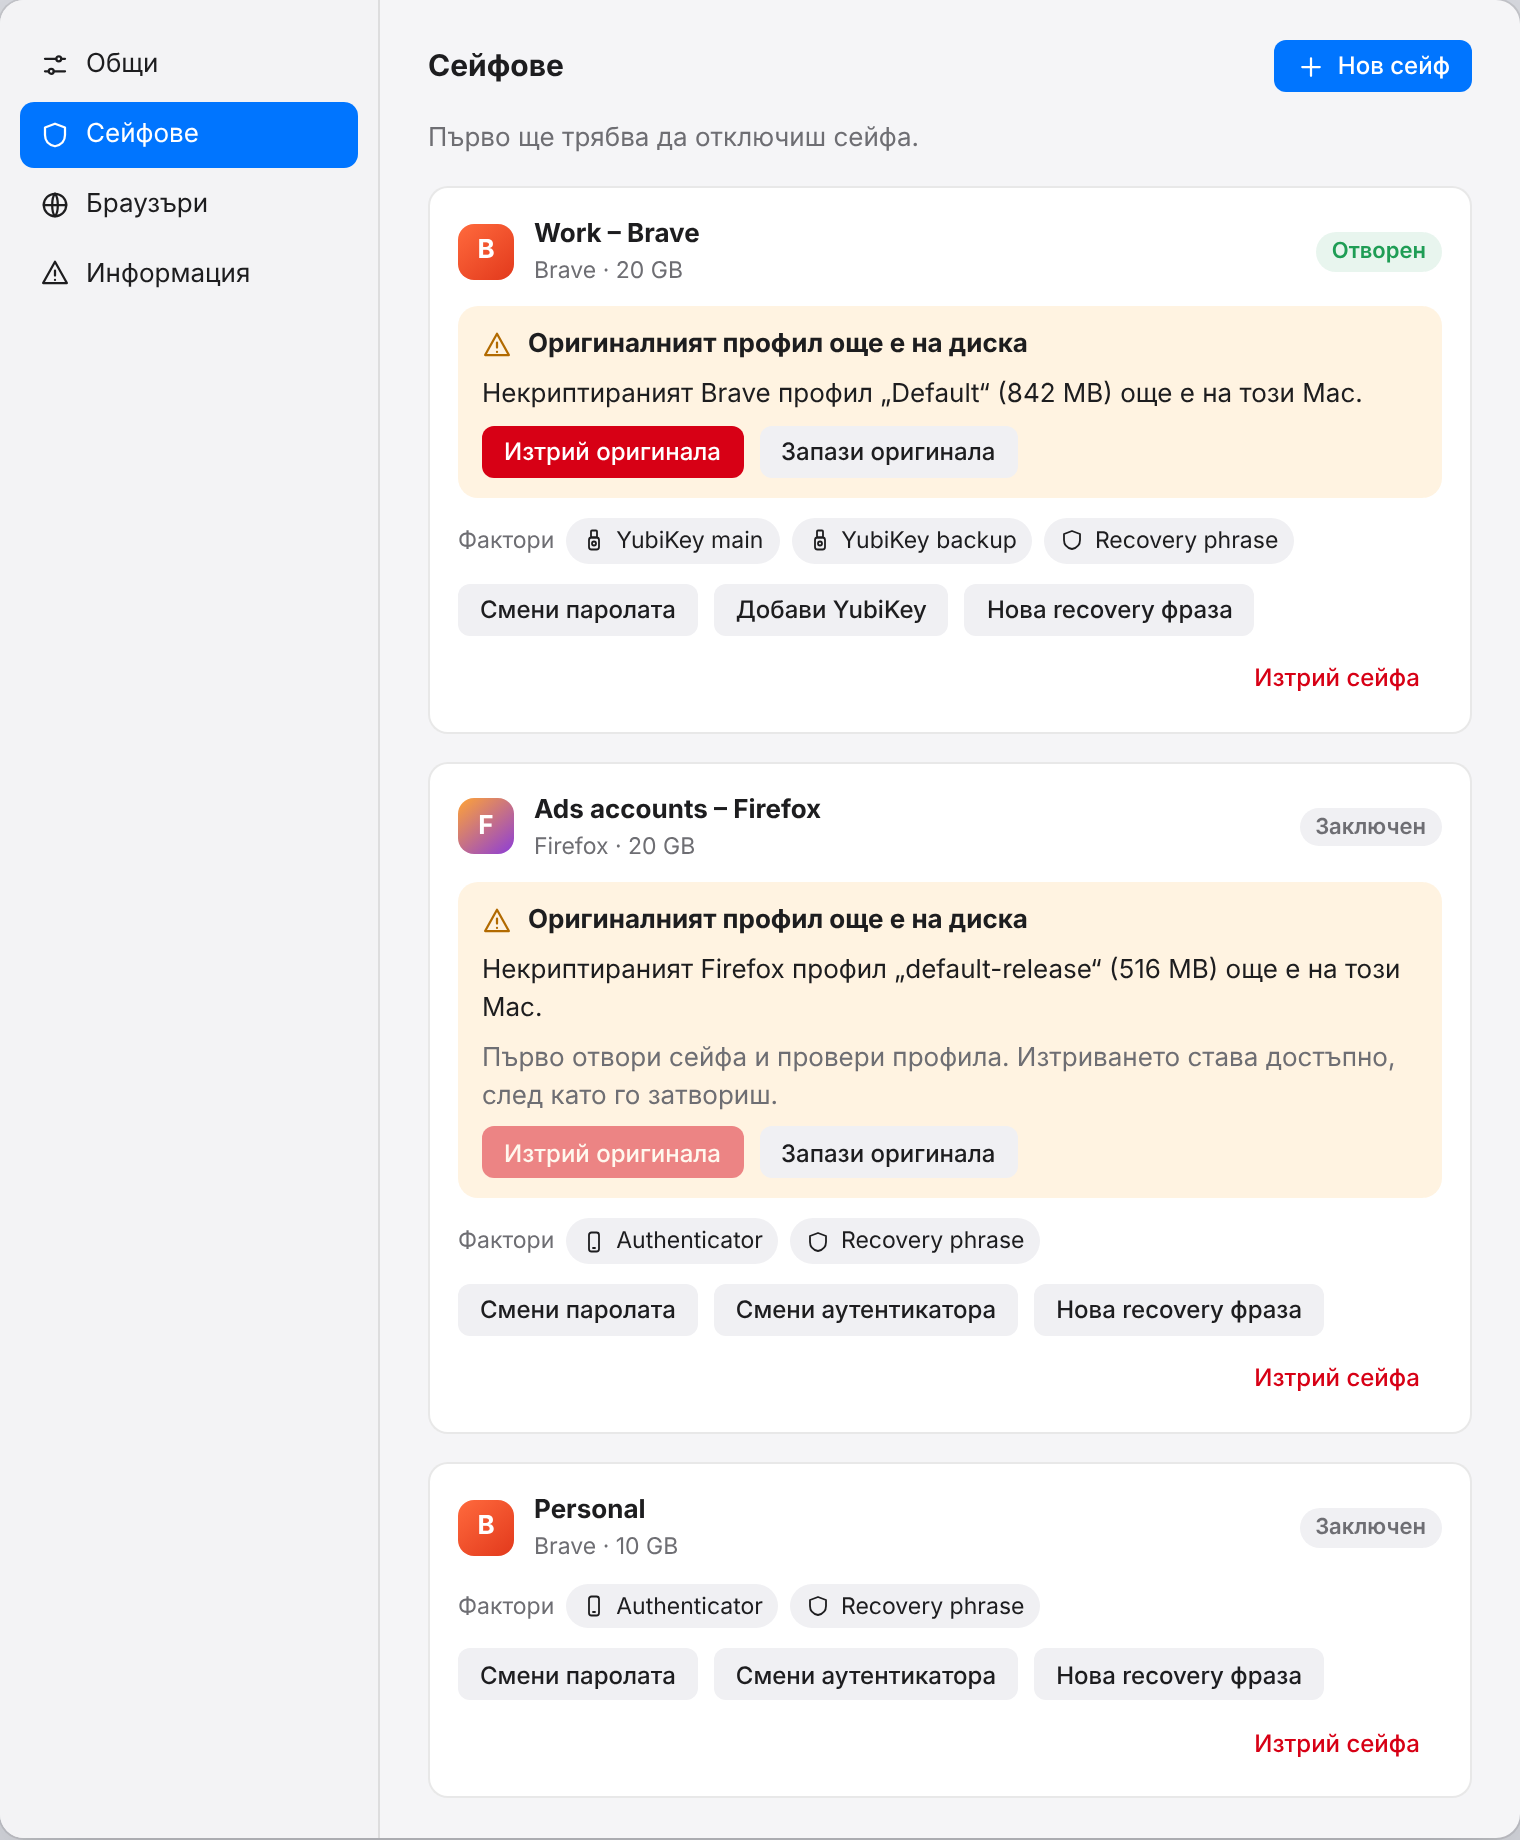 Общи
Сейфове
Браузъри
Информация
Сейфове
Нов сейф
Първо ще трябва да отключиш сейфа.
B
Work – Brave
Brave · 20 GB
Отворен
Оригиналният профил още е на диска
Некриптираният Brave профил „Default“ (842 MB) още е на този Mac.
Изтрий оригинала
Запази оригинала
Фактори
YubiKey main
YubiKey backup
Recovery phrase
Смени паролата
Добави YubiKey
Нова recovery фраза
Изтрий сейфа
F
Ads accounts – Firefox
Firefox · 20 GB
Заключен
Оригиналният профил още е на диска
Некриптираният Firefox профил „default-release“ (516 MB) още е на този
Mac.
Първо отвори сейфа и провери профила. Изтриването става достъпно,
след като го затвориш.
Изтрий оригинала
Запази оригинала
Фактори
Authenticator
Recovery phrase
Смени паролата
Смени аутентикатора
Нова recovery фраза
Изтрий сейфа
B
Personal
Brave · 10 GB
Заключен
Фактори
Authenticator
Recovery phrase
Смени паролата
Смени аутентикатора
Нова recovery фраза
Изтрий сейфа